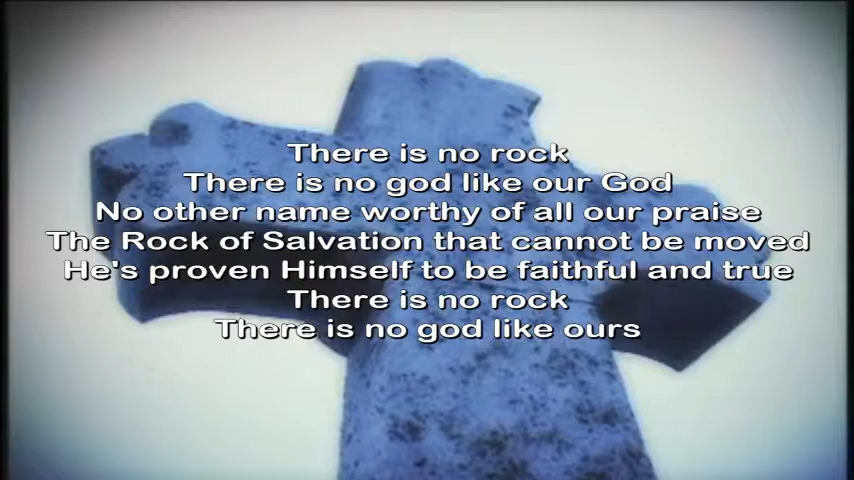 There is no rock
There is no god like our God
No other name worthy of all our praise
The Rock of Salvation that cannot be moved
He's proven Himself to be faithful and true
There is no rock
There is no god like ours